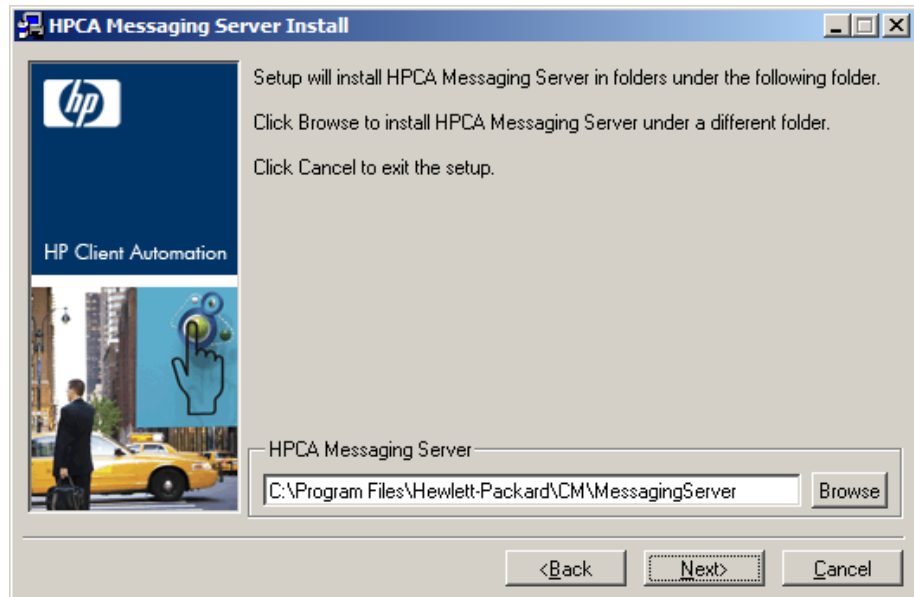 HPCA Messaging Server Install
hp
Setup will install HPCA Messaging Server in folders under the following folder.
Click Browse to install HPCA Messaging Server under a different folder.
Click Cancel to exit the setup.
HP Client Automation
HPCA Messaging Server
C:\Program Files\Hewlett-Packard\CM\MessagingServer
Browse
<Back
Next>
Cancel